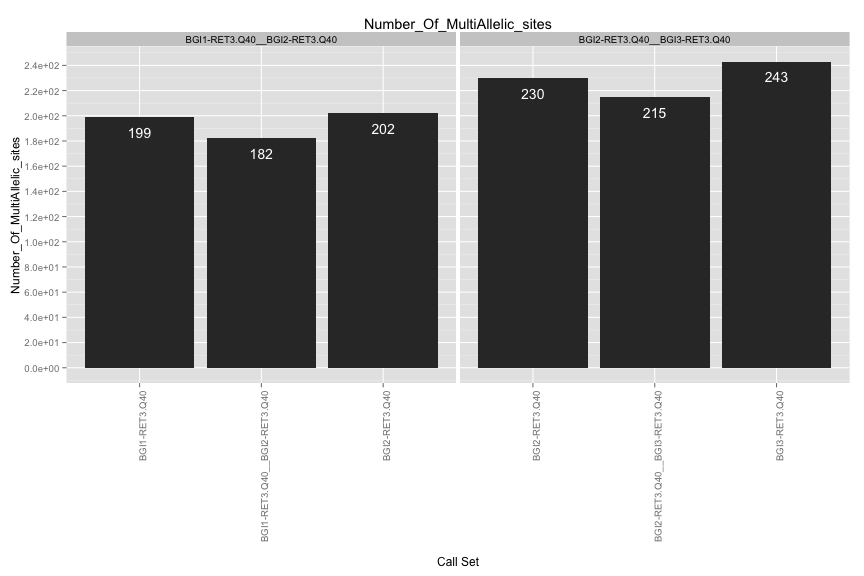 Number_Of_MultiAllelic_sites
BGI1-RET3.Q40__BGI2-RET3.Q40
BGI2-RET3.Q40__BGI3-RET3.Q40
Number_Of_MultiAllelic_sites
2.4e+02
2.2e+02
2.0e+02
1.8e+02
1.6e+02
1.4e+02
1.2e+02
1.0e+02
8.0e+01
6.0e+01
4.0e+01
2.0e+01
0.0e+00
199
182
202
230
215
243
BGI1-RET3.Q40
BGI1-RET3.Q40__BGI2-RET3.Q40
BGI2-RET3.Q40
BGI2-RET3.Q40
BGI2-RET3.Q40__BGI3-RET3.Q40
BGI3-RET3.Q40
Call Set